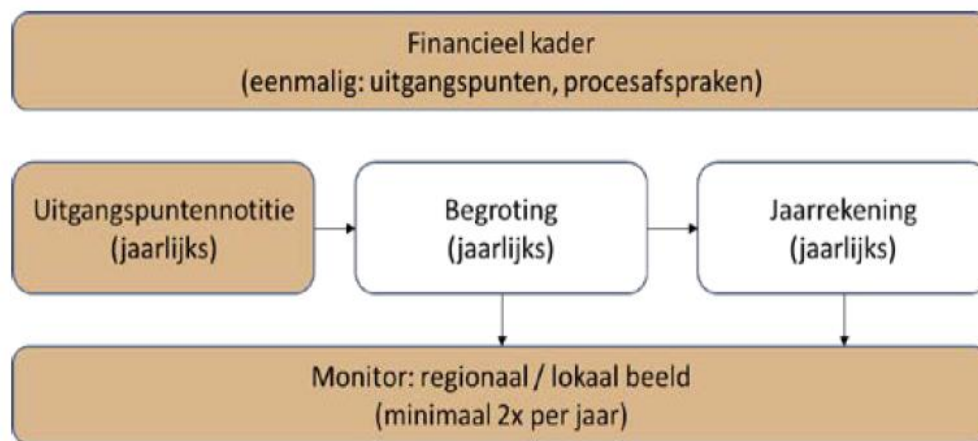 Financieel kader
(eenmalig: uitgangspunten, procesafspraken)
Uitgangspuntennotitie
(jaarlijks)
Begroting
(jaarlijks)
Jaarrekening
(jaarlijks)
Monitor: regionaal / lokaal beeld
(minimaal 2x per jaar)